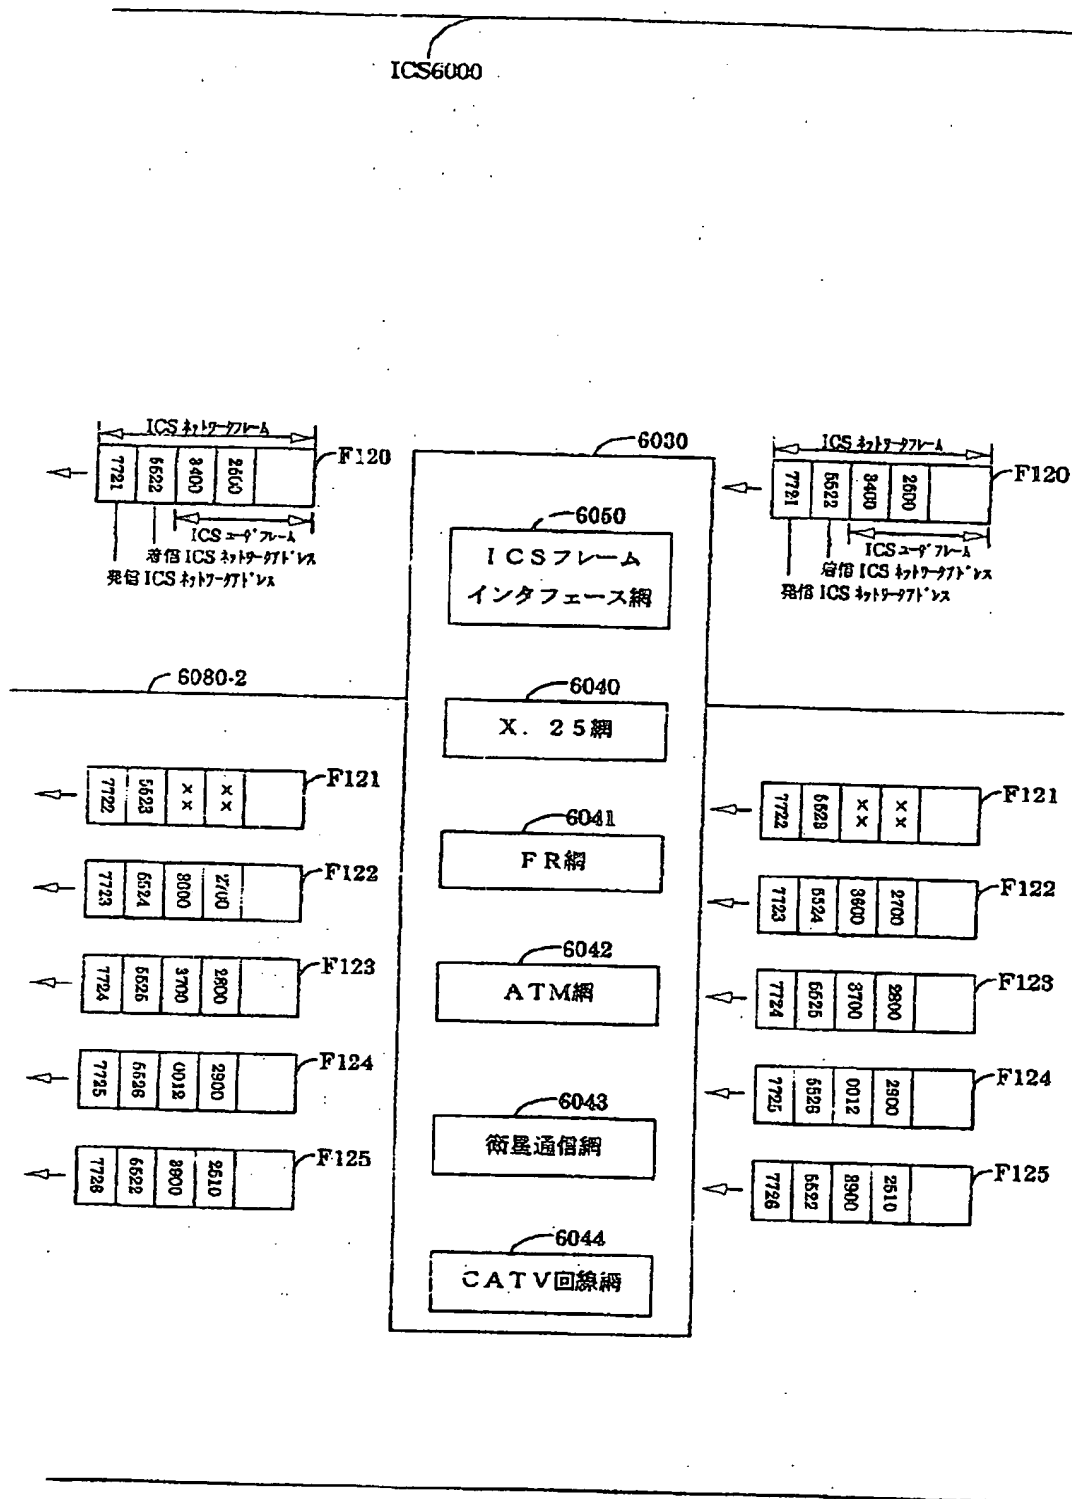 ICS6000
ICS ネットワークフレーム
F120
7721 5522 3400 2500
ICS ユーザフレーム
着信 ICS ネットワークアドレス
発信 ICS ネットワークアドレス
6030
6050
ICSフレーム
インタフェース網
ICS ネットワークフレーム
F120
7721 5522 3400 2500
ICS ユーザフレーム
着信 ICS ネットワークアドレス
発信 ICS ネットワークアドレス
6080-2
6040
X. 25網
F121
7722 5523 ×× ××
F121
7722 5523 ×× ××
6041
FR網
F122
7723 5524 3600 2700
F122
7723 5524 3600 2700
6042
ATM網
F123
7724 5525 3700 2800
F123
7724 5525 3700 2800
F124
7725 5526 0012 2900
F124
7725 5526 0012 2900
6043
衛星通信網
F125
7726 5522 3900 2510
F125
7726 5522 3900 2510
6044
CATV回線網